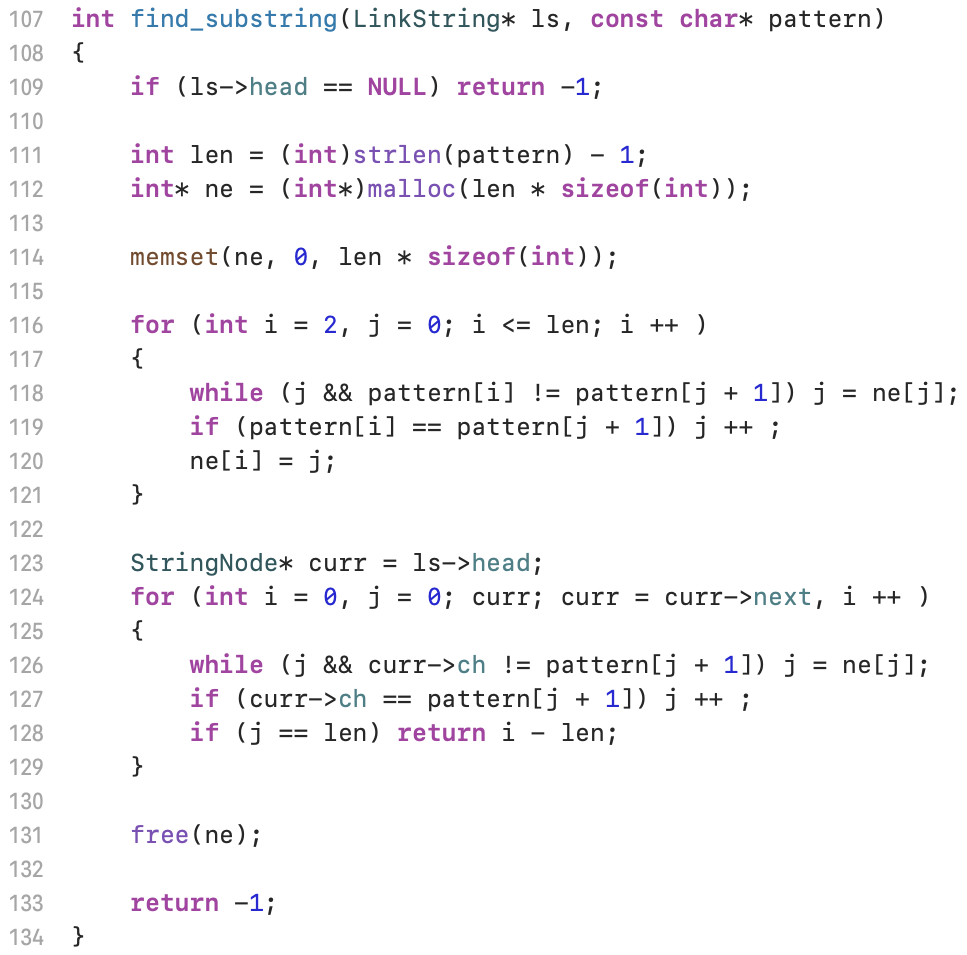 107 int find_substring(LinkString* ls, const char* pattern)
108 {
109     if (ls->head == NULL) return -1;
110
111     int len = (int)strlen(pattern) - 1;
112     int* ne = (int*)malloc(len * sizeof(int));
113
114     memset(ne, 0, len * sizeof(int));
115
116     for (int i = 2, j = 0; i <= len; i ++ )
117     {
118         while (j && pattern[i] != pattern[j + 1]) j = ne[j];
119         if (pattern[i] == pattern[j + 1]) j ++ ;
120         ne[i] = j;
121     }
122
123     StringNode* curr = ls->head;
124     for (int i = 0, j = 0; curr; curr = curr->next, i ++ )
125     {
126         while (j && curr->ch != pattern[j + 1]) j = ne[j];
127         if (curr->ch == pattern[j + 1]) j ++ ;
128         if (j == len) return i - len;
129     }
130
131     free(ne);
132
133     return -1;
134 }